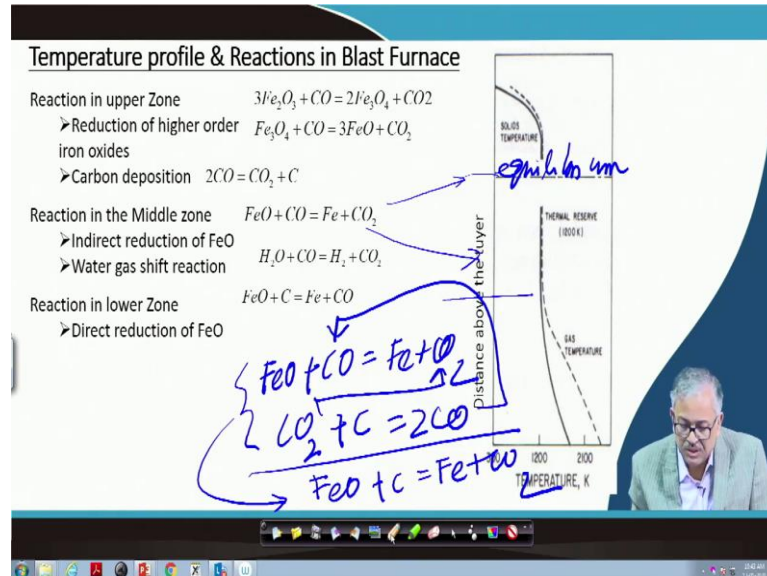 Temperature profile & Reactions in Blast Furnace
Reaction in upper Zone 3Fe₂O₃ + CO = 2Fe₃O₄ + CO2
➢Reduction of higher order Fe₃O₄ + CO = 3FeO + CO₂
iron oxides
➢Carbon deposition 2CO = CO₂ + C
Reaction in the Middle zone FeO + CO = Fe + CO₂
➢Indirect reduction of FeO
➢Water gas shift reaction H₂O + CO = H₂ + CO₂
Reaction in lower Zone FeO + C = Fe + CO
➢Direct reduction of FeO
FeO + CO = Fe + CO₂
CO₂ + C = 2CO
FeO + C = Fe + CO
SOLIDS
TEMPERATURE
equilibrium
THERMAL RESERVE
(1200 K)
GAS
TEMPERATURE
Distance above the tuyer
1200 2100
TEMPERATURE, K